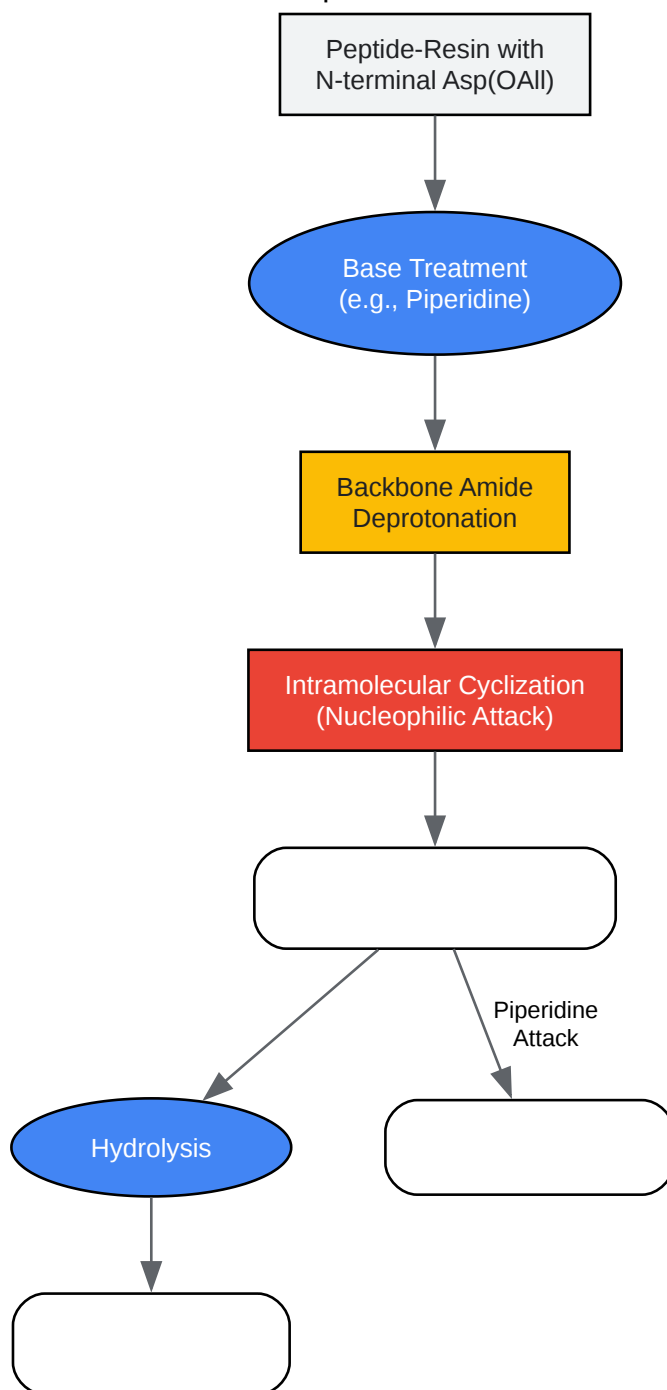 Peptide-Resin with
N-terminal Asp(OAll)
Base Treatment
(e.g., Piperidine)
Backbone Amide
Deprotonation
Intramolecular Cyclization
(Nucleophilic Attack)
Piperidine
Attack
Hydrolysis